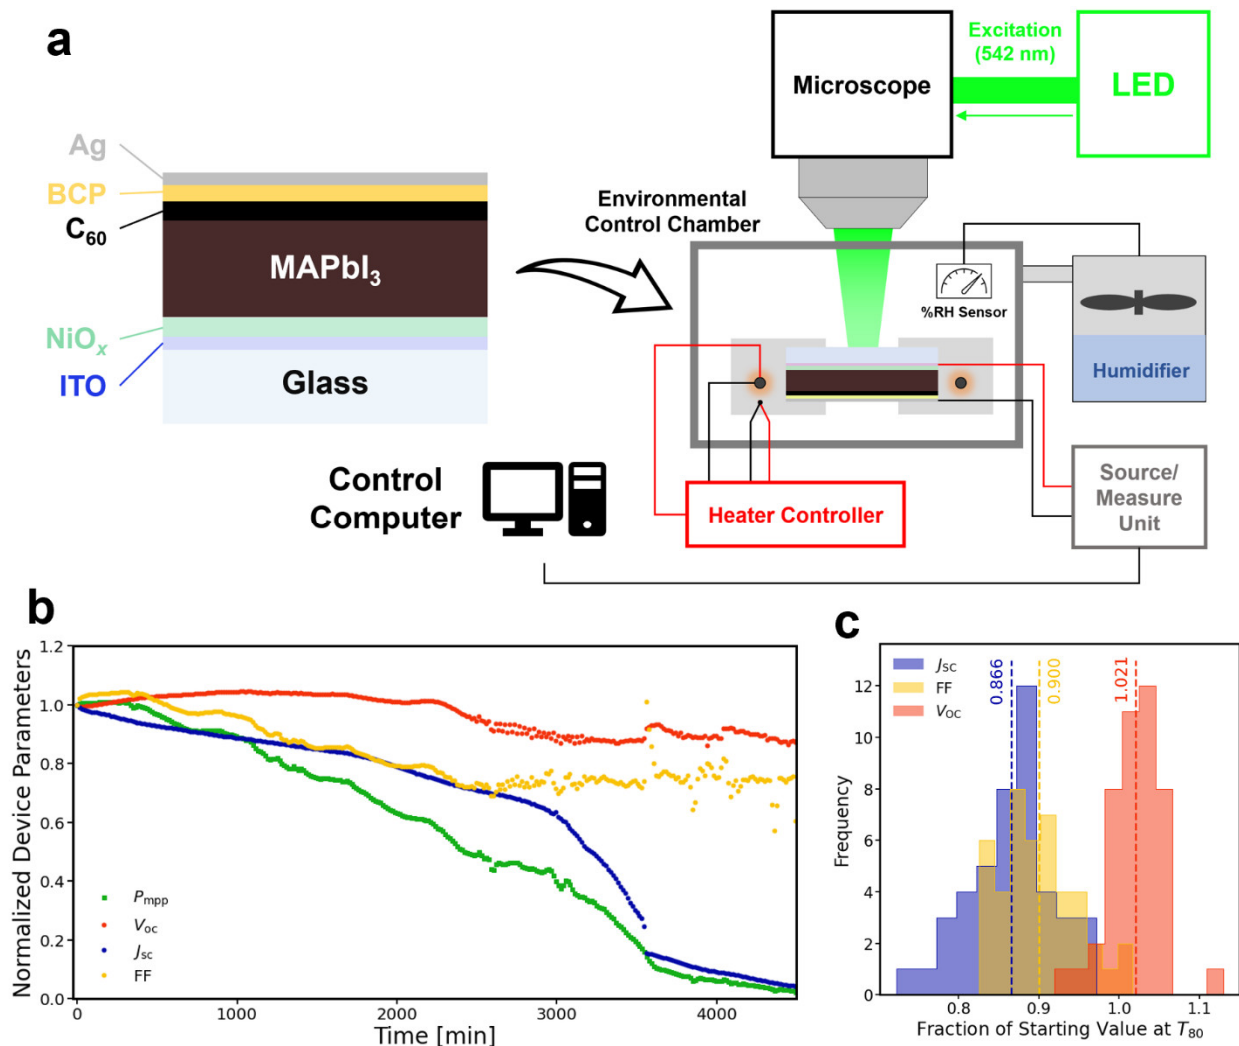 a
Ag
BCP
C₆₀
MAPbI₃
NiOₓ
ITO
Glass
Environmental
Control Chamber
Microscope
Excitation
(542 nm)
LED
%RH Sensor
Humidifier
Control
Computer
Heater Controller
Source/
Measure
Unit
b
Normalized Device Parameters
1.2
1.0
0.8
0.6
0.4
0.2
0.0
Pmpp
Voc
Jsc
FF
0
1000
2000
3000
4000
Time [min]
c
Frequency
12
10
8
6
4
2
0
JSC
FF
VOC
0.866
0.900
1.021
0.8
0.9
1.0
1.1
Fraction of Starting Value at T₈₀